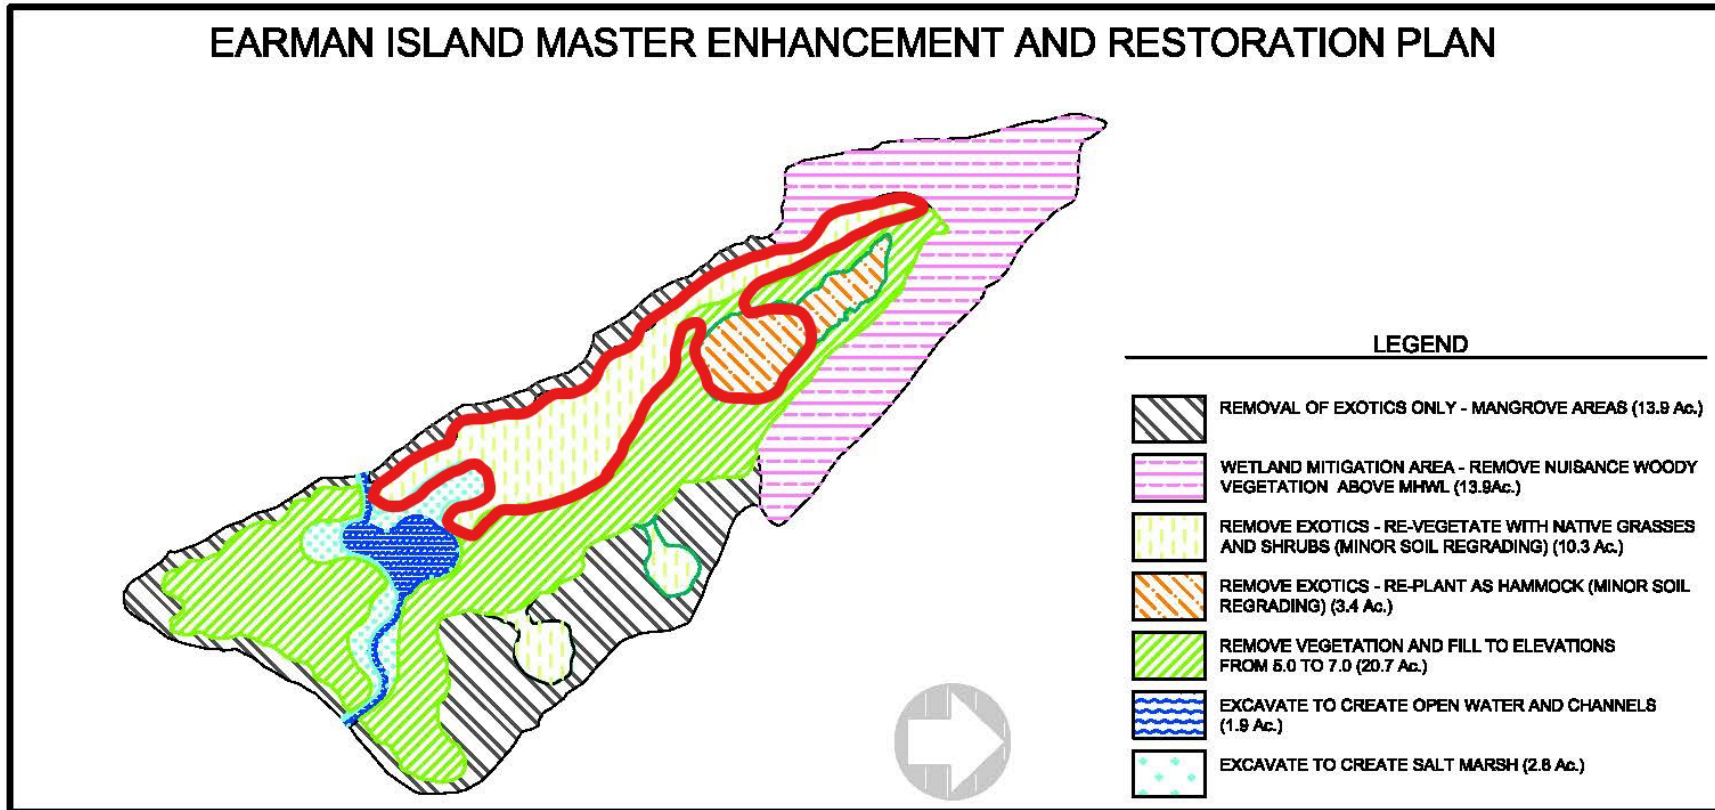 EARMAN ISLAND MASTER ENHANCEMENT AND RESTORATION PLAN
LEGEND
REMOVAL OF EXOTICS ONLY - MANGROVE AREAS (13.9 Ac.)
WETLAND MITIGATION AREA - REMOVE NUISANCE WOODY
VEGETATION ABOVE MHWL (13.9Ac.)
REMOVE EXOTICS - RE-VEGETATE WITH NATIVE GRASSES
AND SHRUBS (MINOR SOIL REGRADING) (10.3 Ac.)
REMOVE EXOTICS - RE-PLANT AS HAMMOCK (MINOR SOIL
REGRADING) (3.4 Ac.)
REMOVE VEGETATION AND FILL TO ELEVATIONS
FROM 5.0 TO 7.0 (20.7 Ac.)
EXCAVATE TO CREATE OPEN WATER AND CHANNELS
(1.9 Ac.)
EXCAVATE TO CREATE SALT MARSH (2.8 Ac.)